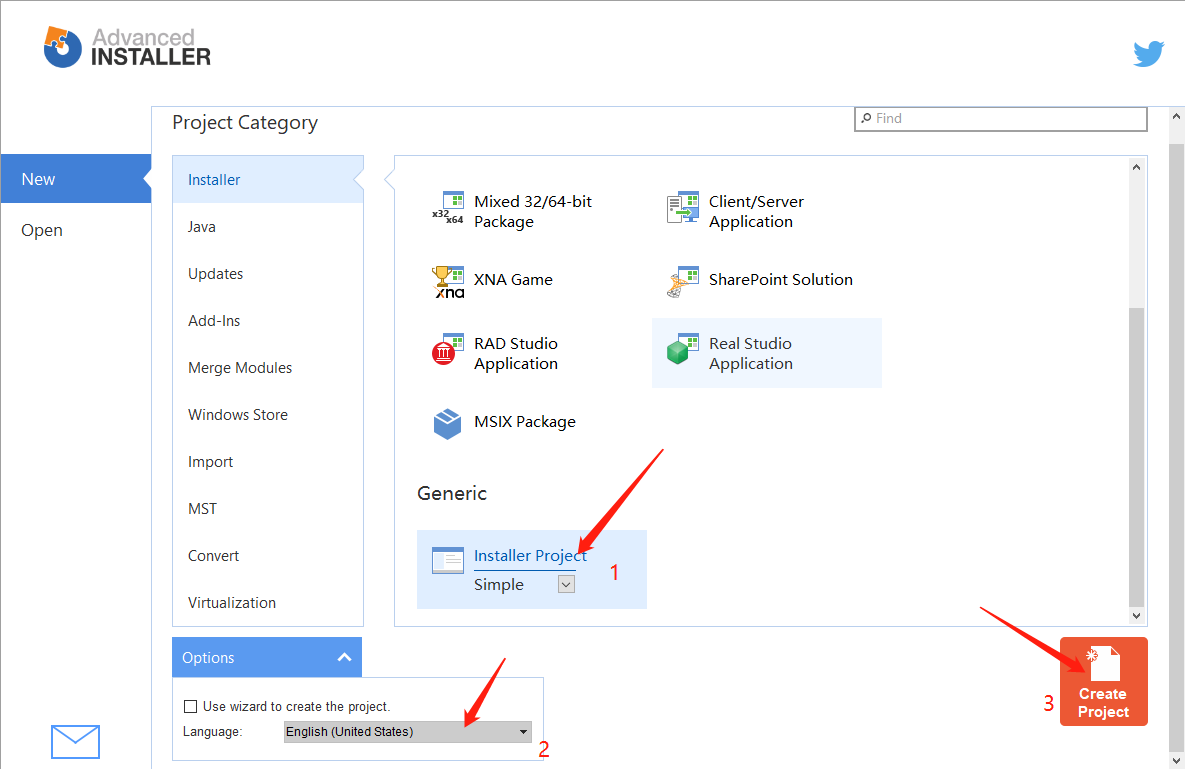 Advanced
INSTALLER
Project Category
Find
New
Open
Installer
Java
Updates
Add-Ins
Merge Modules
Windows Store
Import
MST
Convert
Virtualization
x32
x64
Mixed 32/64-bit
Package
Client/Server
Application
xna
XNA Game
SharePoint Solution
RAD Studio
Application
Real Studio
Application
MSIX Package
Generic
Installer Project
Simple
1
Options
Use wizard to create the project.
Language:
English (United States)
2
3
Create
Project